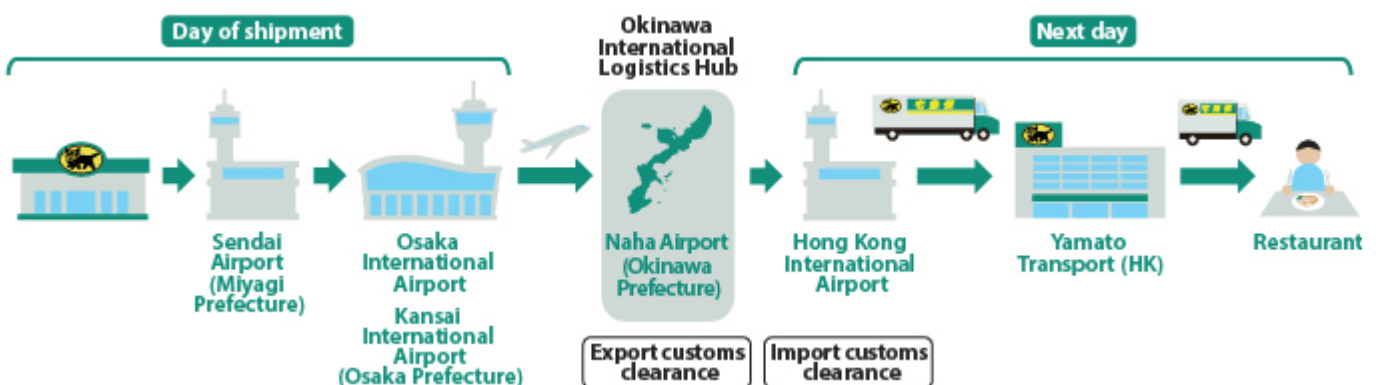 Day of shipment
Okinawa
International
Logistics Hub
Next day
Sendai
Airport
(Miyagi
Prefecture)
Osaka
International
Airport
Kansai
International
Airport
(Osaka Prefecture)
Naha Airport
(Okinawa
Prefecture)
Export customs
clearance
Hong Kong
International
Airport
Import customs
clearance
Yamato
Transport (HK)
Restaurant